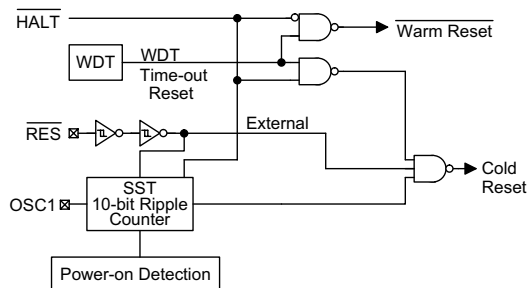 HALT
Warm Reset
WDT
WDT
Time-out
Reset
RES
External
Cold
Reset
OSC1
SST
10-bit Ripple
Counter
Power-on Detection